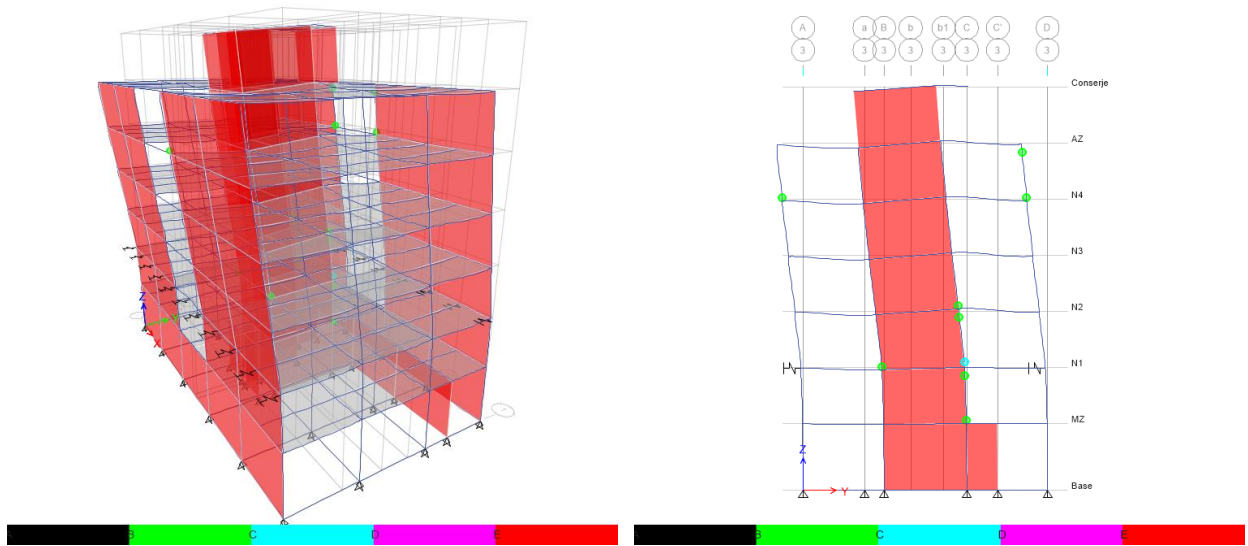 Z
X
A a B b b1 C C' D
3 3 3 3 3 3 3 3
Conserje
AZ
N4
N3
N2
N1
MZ
Z
Y
Base
B C D E
B C D E